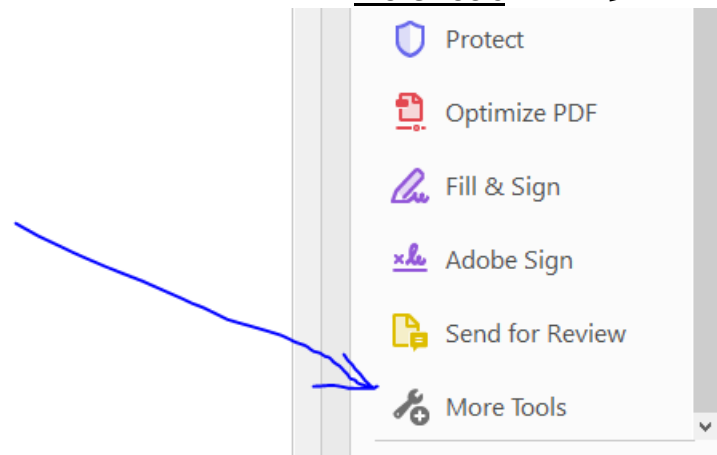 Protect
Optimize PDF
Fill & Sign
Adobe Sign
Send for Review
More Tools